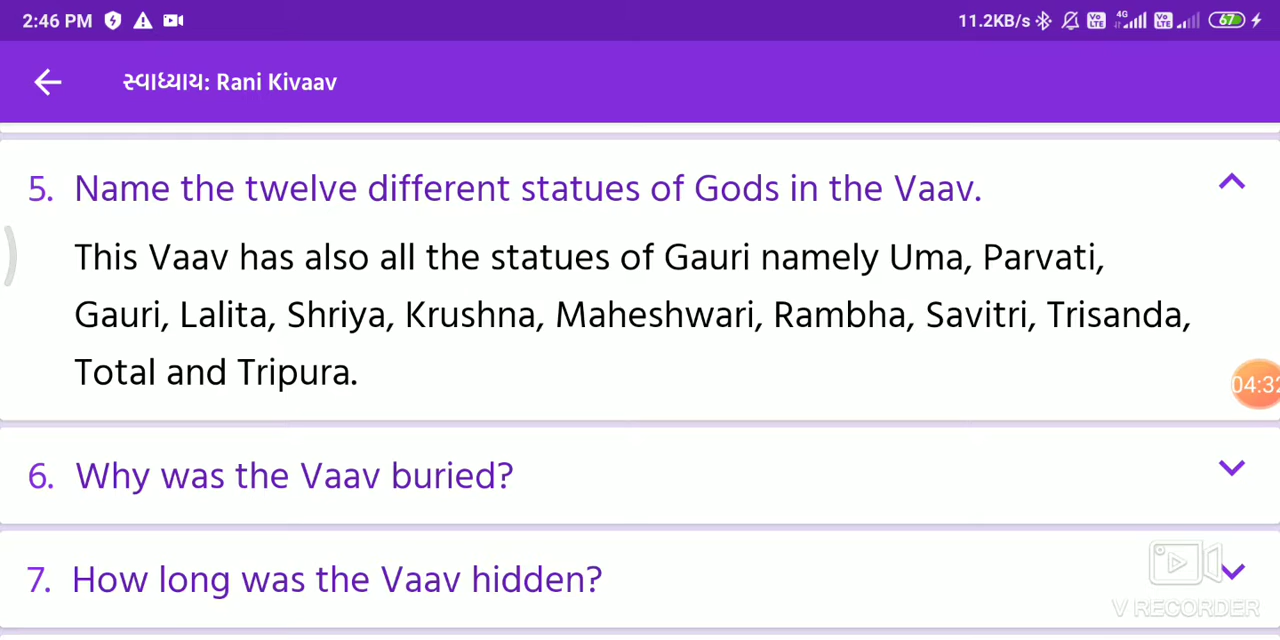 2:46 PM 11.2KB/s 4G 67
સ્વાધ્યાય: Rani Kivaav
5. Name the twelve different statues of Gods in the Vaav.
This Vaav has also all the statues of Gauri namely Uma, Parvati,
Gauri, Lalita, Shriya, Krushna, Maheshwari, Rambha, Savitri, Trisanda,
Total and Tripura.
04:32
6. Why was the Vaav buried?
7. How long was the Vaav hidden?
V RECORDER